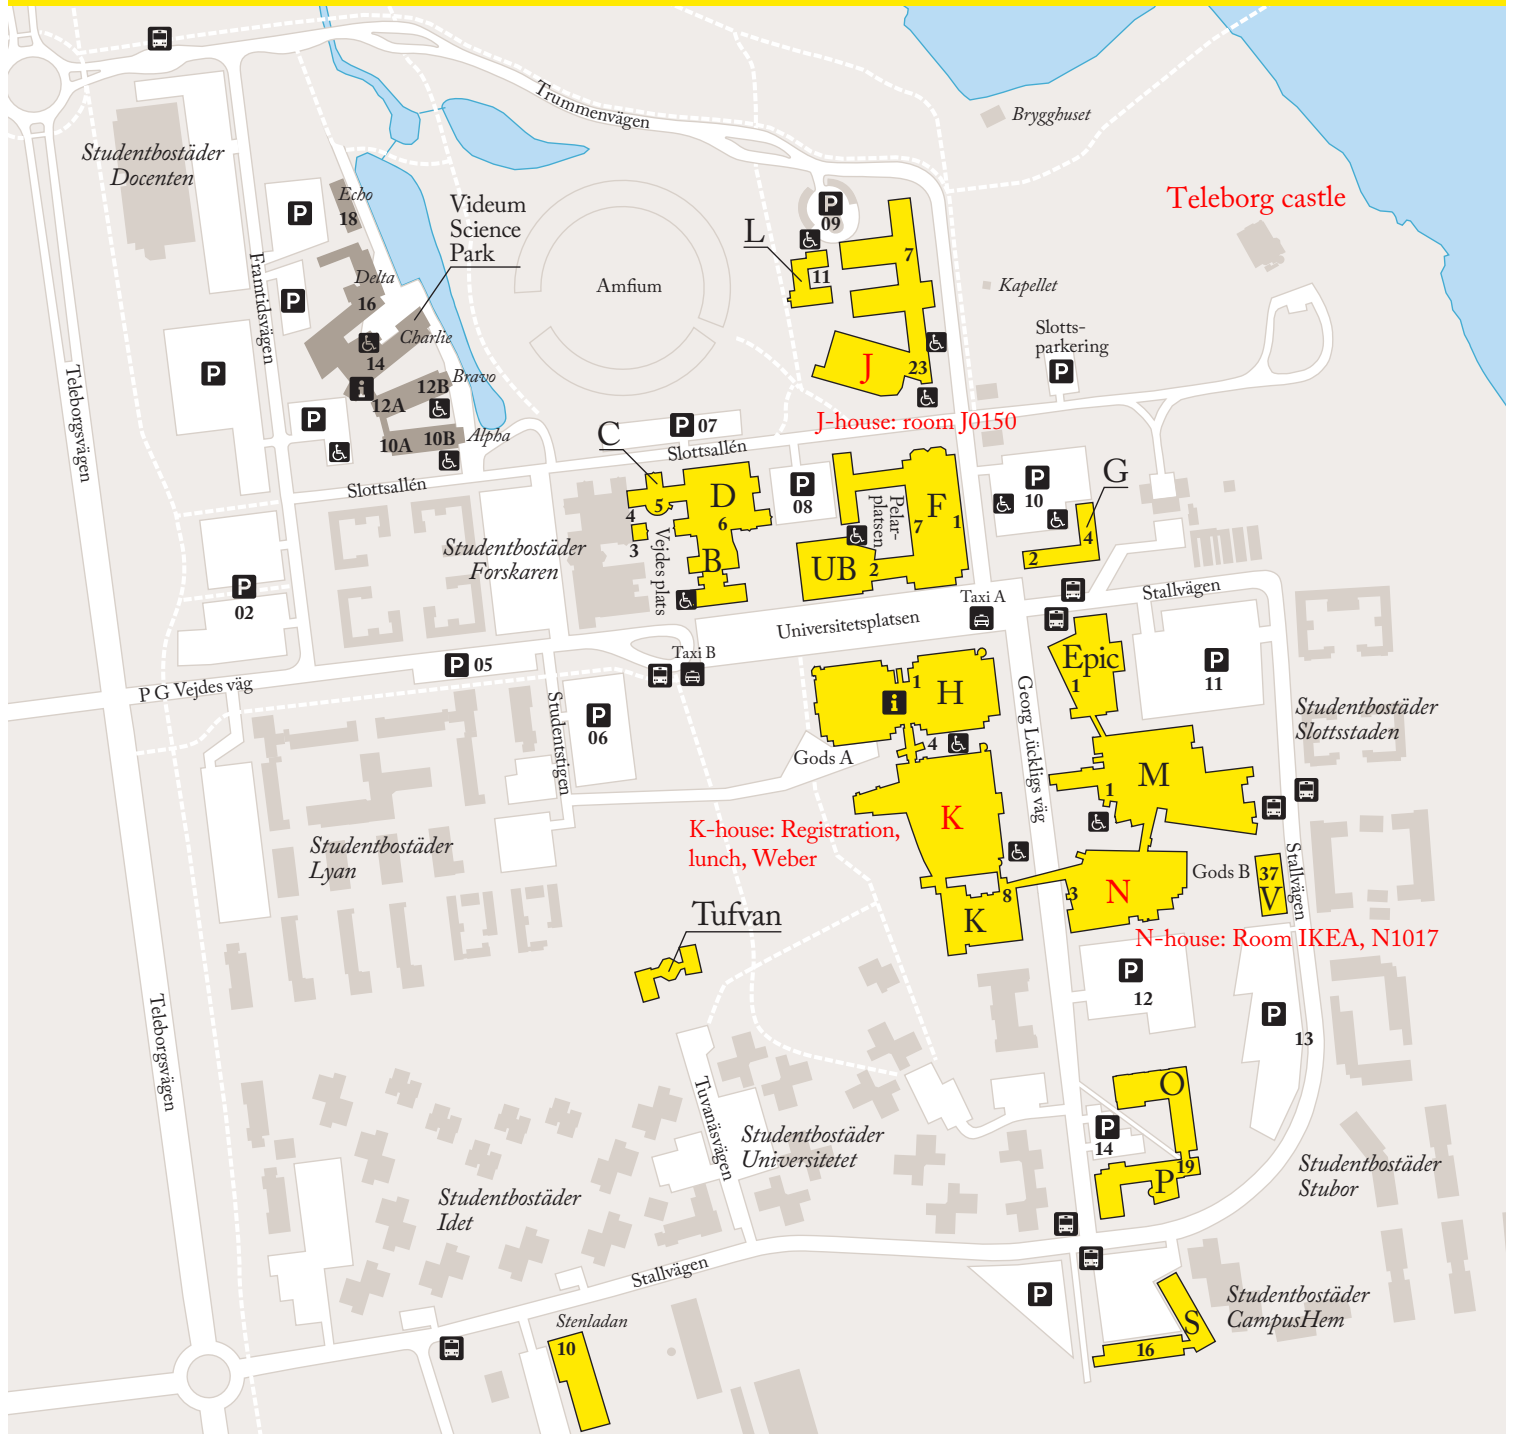 Trummenvägen
Brygghuset
Studentbostäder
Docenten
Teleborg castle
Echo
18
P
Videum
Science
Park
P
09
L
7
11
Framtidsvägen
Delta
16
P
Amfium
Kapellet
Charlie
14
Slotts-
parkering
P
J
23
Teleborgsvägen
P
i
Bravo
12B
12A
P
10A
10B
Alpha
P 07
J-house: room J0150
C
Slottsallén
Slottsallén
D
5
6
4
3
P
08
Pelar-
platsen
F
7
1
P
10
G
4
2
Studentbostäder
Forskaren
Vejdes plats
B
UB
2
P
02
Taxi A
Stallvägen
Universitetsplatsen
P 05
Taxi B
Epic
1
P
11
P G Vejdes väg
Studentstigen
P
06
i
1
H
4
Georg Lückligs väg
Studentbostäder
Slottsstaden
Gods A
M
1
K
K-house: Registration,
lunch, Weber
Studentbostäder
Lyan
Gods B
37
V
Stallvägen
8
3
N
K
Tufvan
N-house: Room IKEA, N1017
P
12
P
13
Teleborgsvägen
Tuvanäsvägen
O
P
14
19
P
Studentbostäder
Universitetet
Studentbostäder
Stubor
Studentbostäder
Idet
Stallvägen
P
Studentbostäder
CampusHem
S
16
Stenladan
10